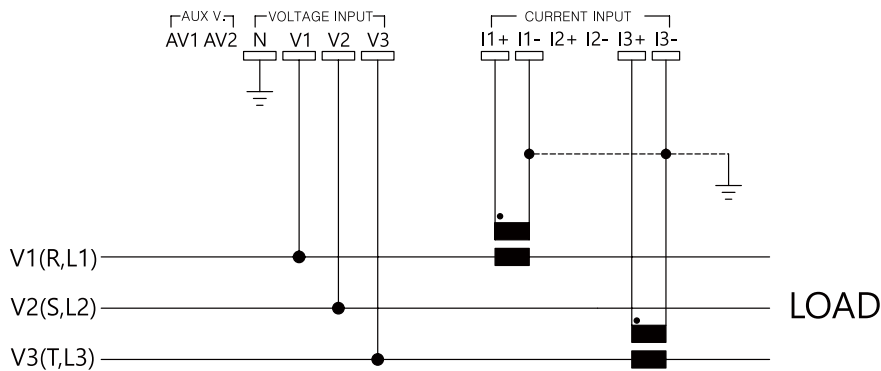 AUX V. VOLTAGE INPUT CURRENT INPUT
AV1 AV2 N V1 V2 V3 I1+ I1- I2+ I2- I3+ I3-
V1(R,L1)
V2(S,L2) LOAD
V3(T,L3)